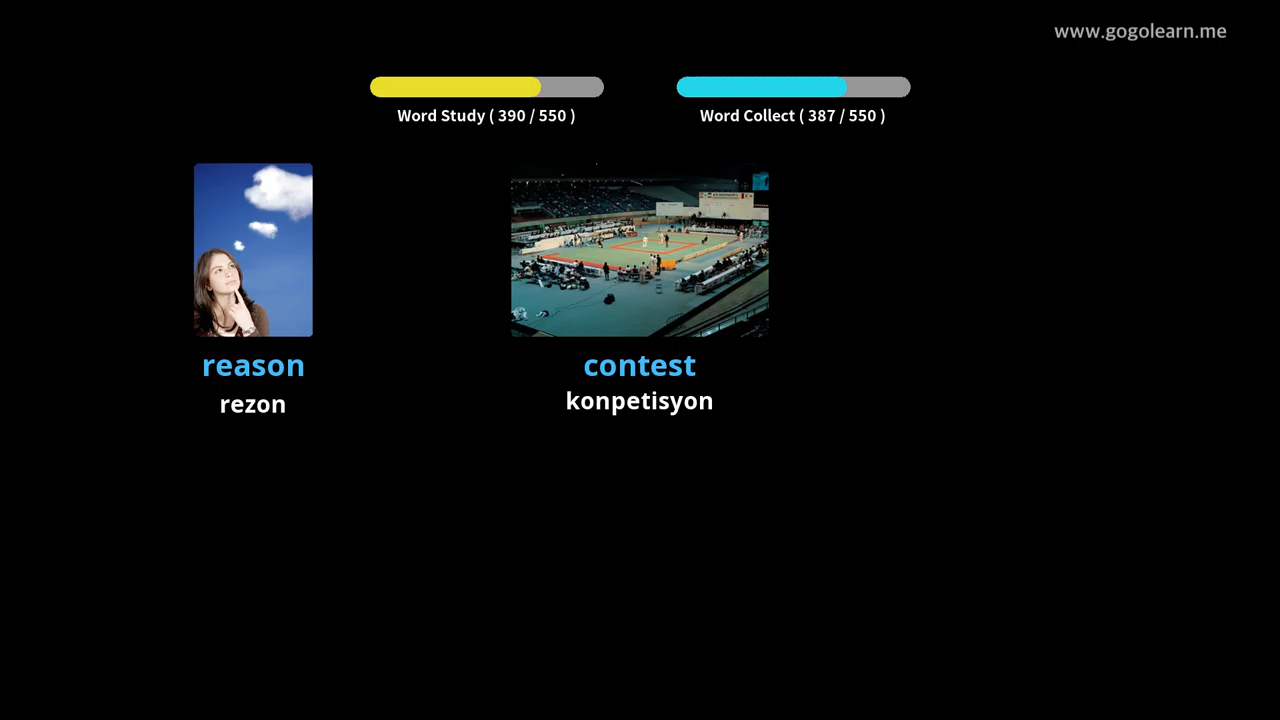 www.gogolearn.me
Word Study ( 390 / 550 )
Word Collect ( 387 / 550 )
reason
rezon
contest
konpetisyon